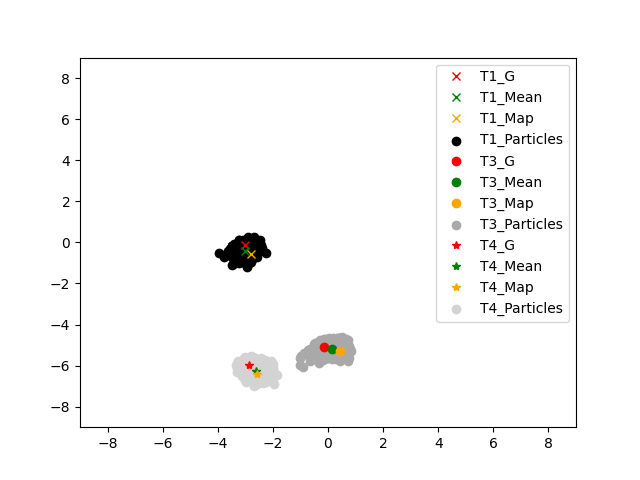 8
6
4
2
0
−2
−4
−6
−8
−8 −6 −4 −2 0 2 4 6 8
T1_G
T1_Mean
T1_Map
T1_Particles
T3_G
T3_Mean
T3_Map
T3_Particles
T4_G
T4_Mean
T4_Map
T4_Particles